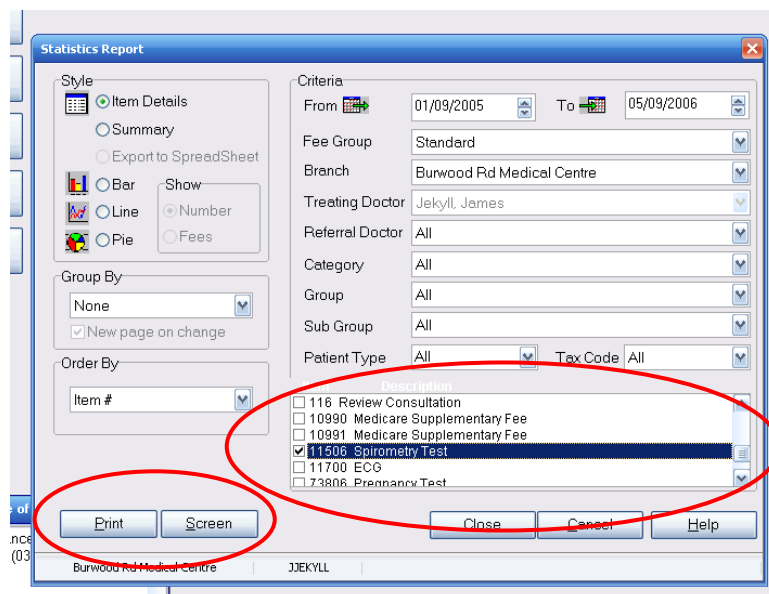 Statistics Report
Style
Item Details
Summary
Export to SpreadSheet
Bar
Show
Line
Number
Pie
Fees
Group By
None
New page on change
Order By
Item #
Criteria
From 01/09/2005 To 05/09/2006
Fee Group Standard
Branch Burwood Rd Medical Centre
Treating Doctor Jekyll, James
Referral Doctor All
Category All
Group All
Sub Group All
Patient Type All Tax Code All
Item Description
116 Review Consultation
10990 Medicare Supplementary Fee
10991 Medicare Supplementary Fee
11506 Spirometry Test
11700 ECG
73806 Pregnancy Test
Print Screen Close Cancel Help
Burwood Rd Medical Centre JJEKYLL
of
(03